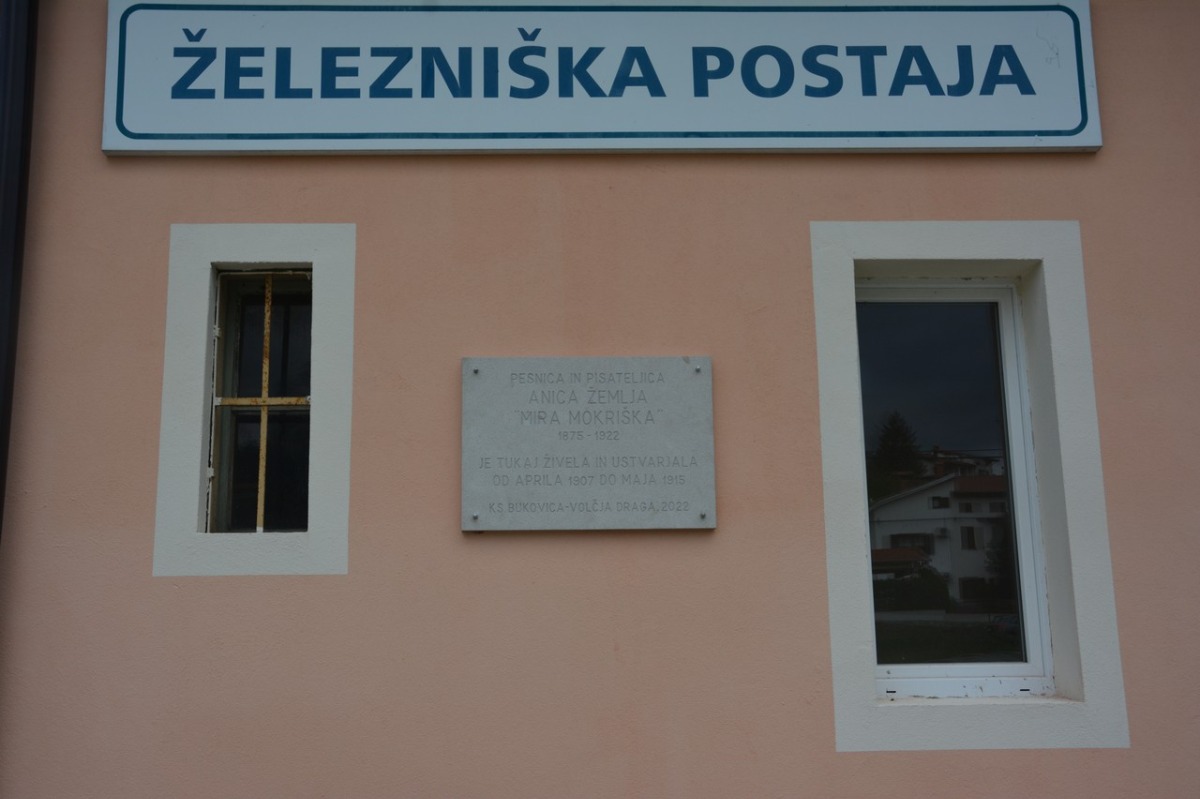 ŽELEZNIŠKA POSTAJA
PESNICA IN PISATELJICA
ANICA ŽEMLJA
"MIRA MOKRIŠKA"
1875 - 1922
JE TUKAJ ŽIVELA IN USTVARJALA
OD APRILA 1907 DO MAJA 1915
KS BUKOVICA-VOLČJA DRAGA, 2022